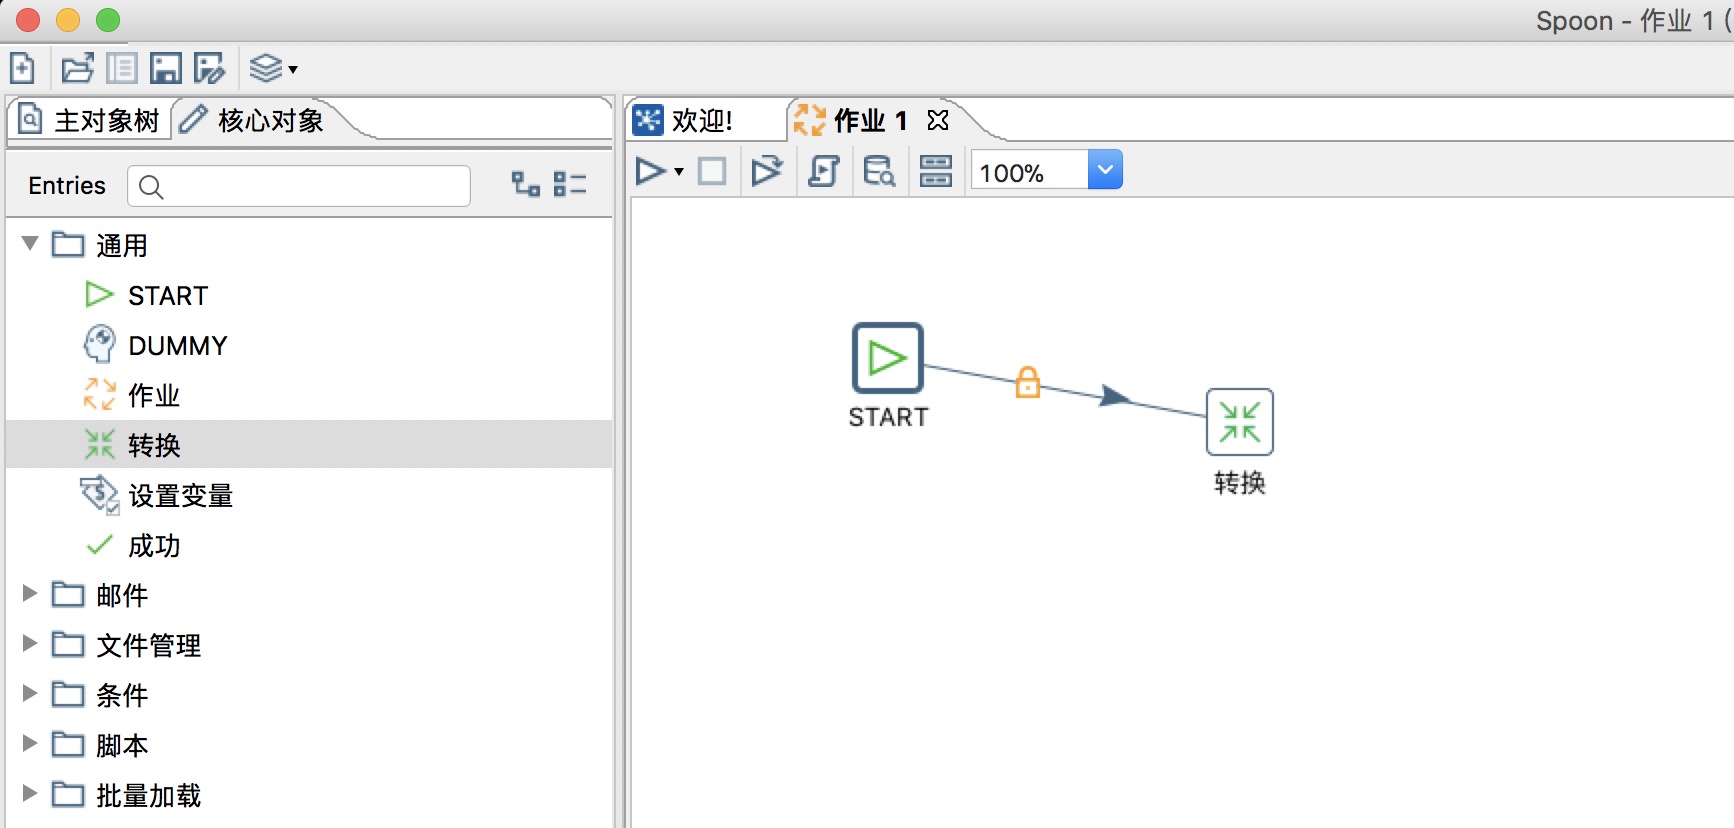 Spoon - 作业 1 (
主对象树
核心对象
欢迎!
作业 1
Entries
100%
通用
START
DUMMY
作业
转换
设置变量
成功
邮件
文件管理
条件
脚本
批量加载
START
转换